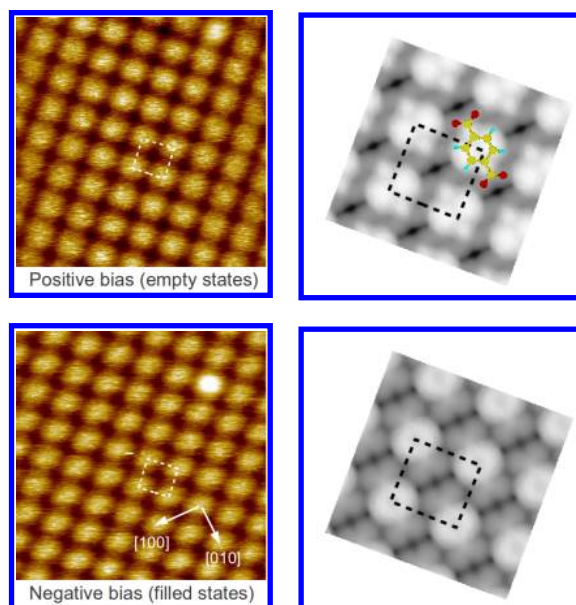 Positive bias (empty states)
[100]
[010]
Negative bias (filled states)